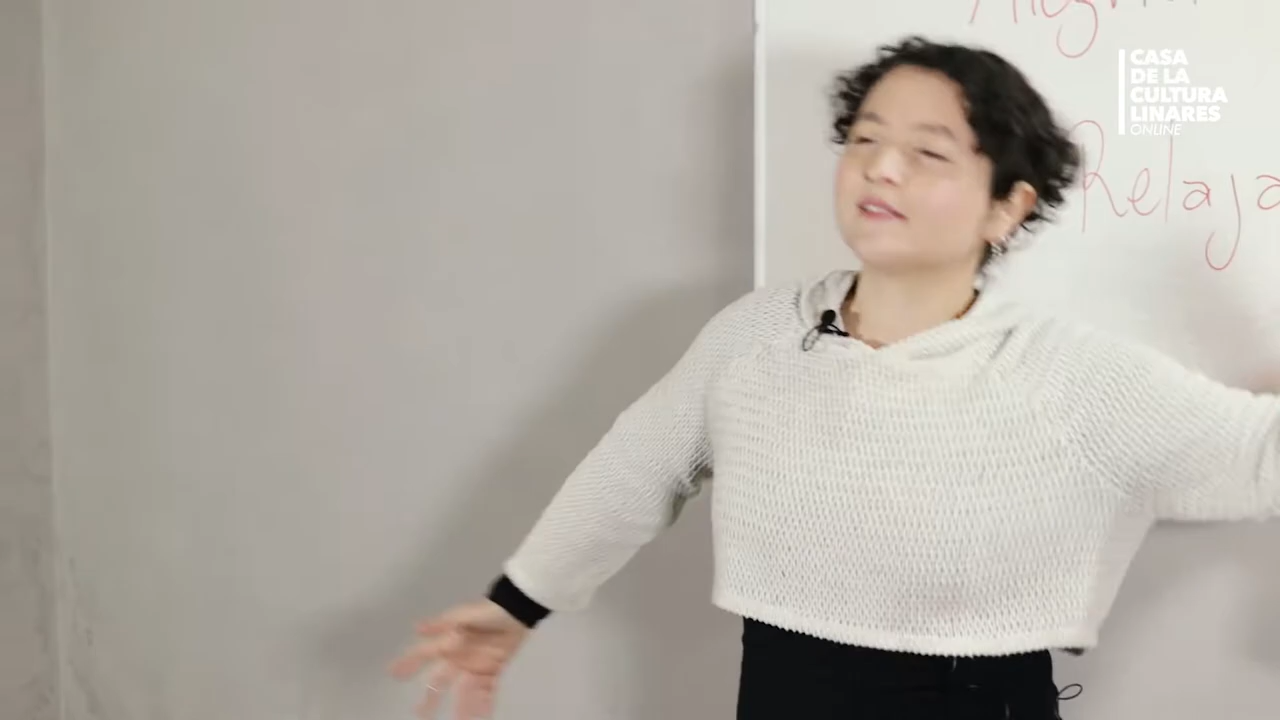 CASA
DE LA
CULTURA
LINARES
ONLINE
Relaja